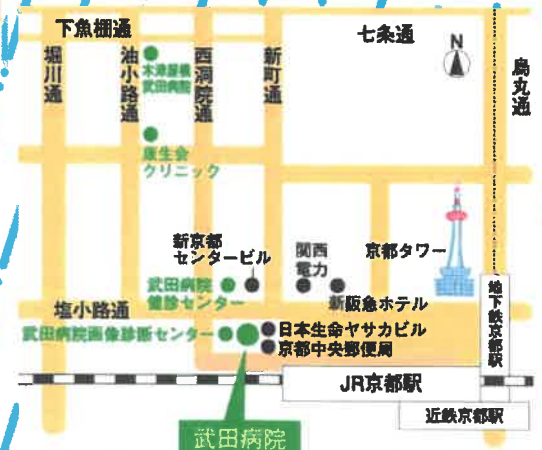 下魚棚通
七条通
N
堀川通
油小路通
西洞院通
新町通
烏丸通
木津屋橋
武田病院
康生会
クリニック
新京都
センタービル
関西
電力
京都タワー
武田病院
健診センター
新阪急ホテル
地下鉄京都駅
塩小路通
日本生命ヤサカビル
武田病院画像診断センター
京都中央郵便局
JR京都駅
近鉄京都駅
武田病院